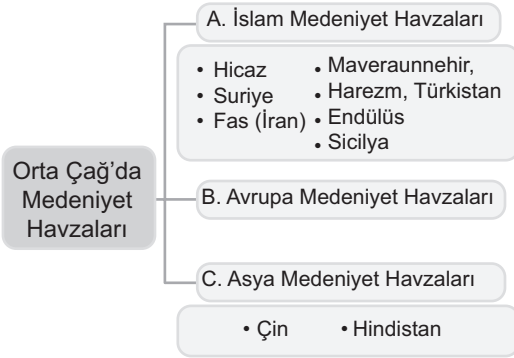 Orta Çağ’da
Medeniyet
Havzaları
A. İslam Medeniyet Havzaları
• Hicaz
• Suriye
• Fas (İran)
• Maveraunnehir,
• Harezm, Türkistan
• Endülüs
• Sicilya
B. Avrupa Medeniyet Havzaları
C. Asya Medeniyet Havzaları
• Çin • Hindistan